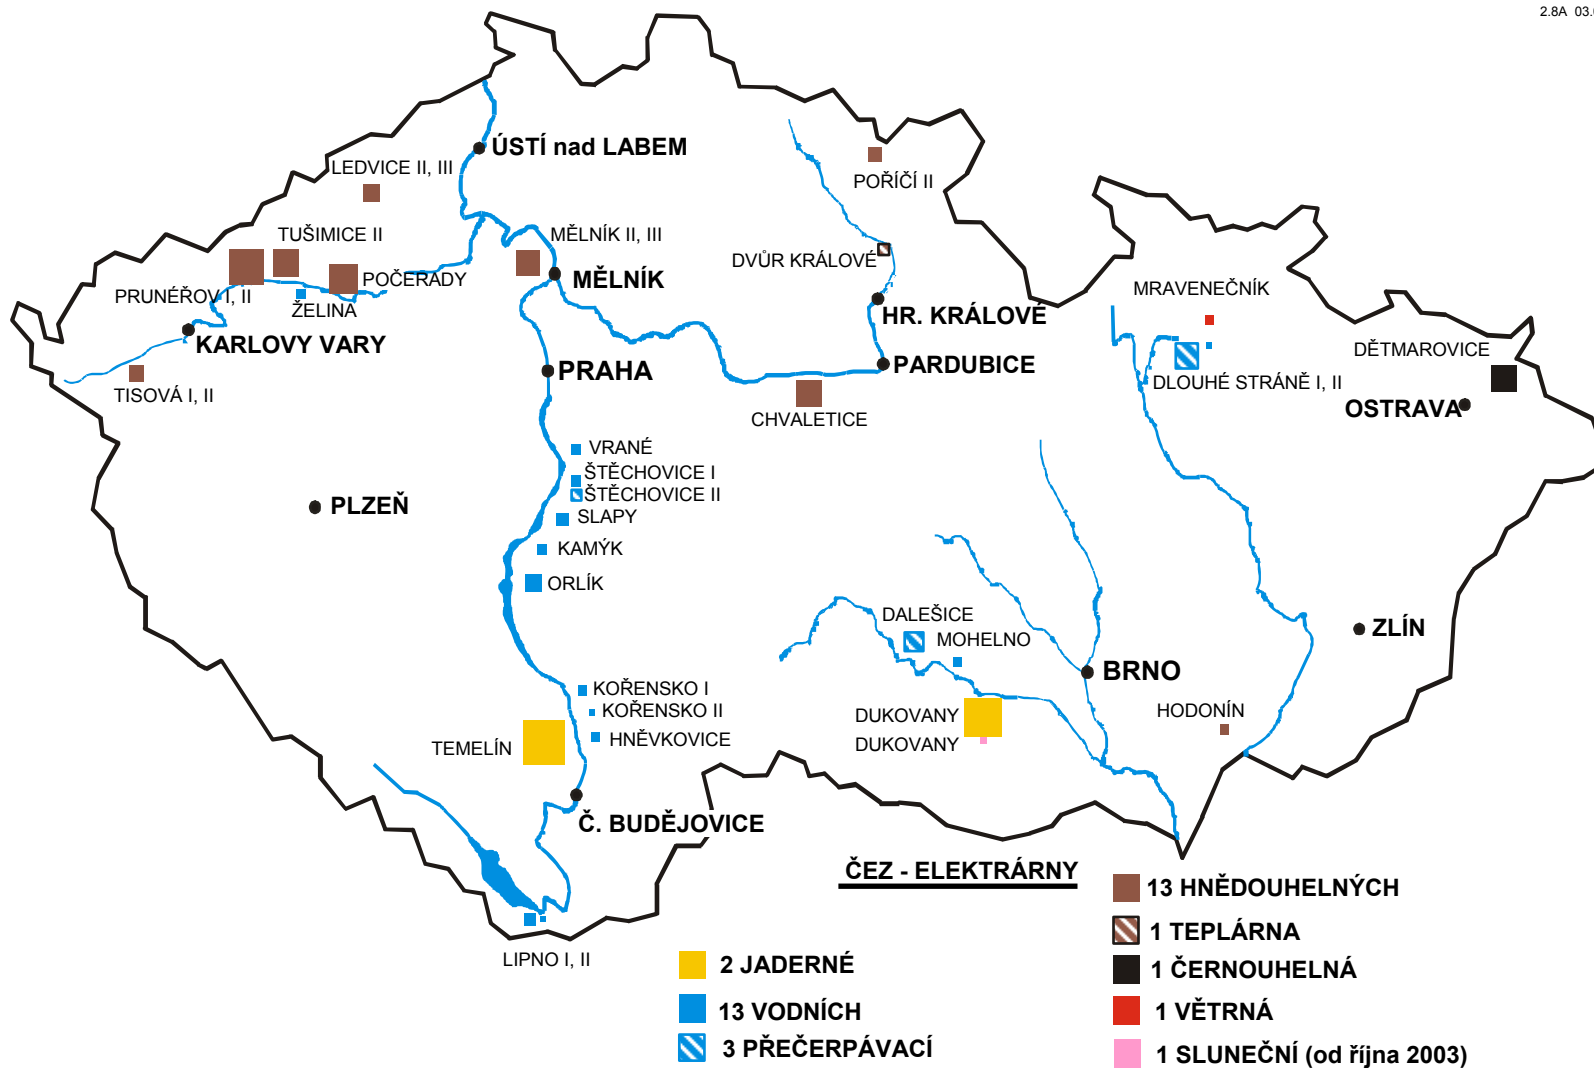 2.8A 03.
ÚSTÍ nad LABEM
LEDVICE II, III
POŘÍČÍ II
TUŠIMICE II
MĚLNÍK II, III
DVŮR KRÁLOVÉ
MRAVENEČNÍK
POČERADY
MĚLNÍK
PRUNÉŘOV I, II
ŽELINA
HR. KRÁLOVÉ
KARLOVY VARY
DĚTMAROVICE
PRAHA
PARDUBICE
DLOUHÉ STRÁNĚ I, II
TISOVÁ I, II
OSTRAVA
CHVALETICE
VRANÉ
ŠTĚCHOVICE I
ŠTĚCHOVICE II
PLZEŇ
SLAPY
KAMÝK
ORLÍK
DALEŠICE
ZLÍN
MOHELNO
BRNO
KOŘENSKO I
KOŘENSKO II
DUKOVANY
HODONÍN
HNĚVKOVICE
TEMELÍN
DUKOVANY
Č. BUDĚJOVICE
ČEZ - ELEKTRÁRNY
LIPNO I, II
2 JADERNÉ
13 VODNÍCH
3 PŘEČERPÁVACÍ
13 HNĚDOUHELNÝCH
1 TEPLÁRNA
1 ČERNOUHELNÁ
1 VĚTRNÁ
1 SLUNEČNÍ (od října 2003)